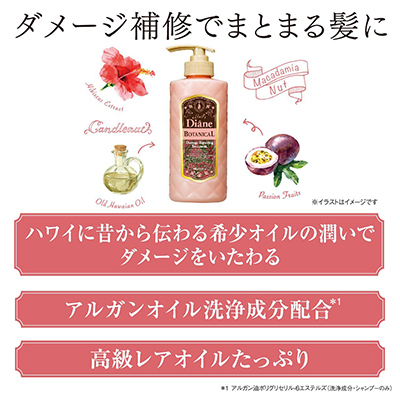 ダメージ補修でまとまる髪に
Hibiscus Extract
Macadamia
Nut
Moist
Diane
BOTANICAL
Damage Repairing
Treatment
Candlenut
Old Hawaiian Oil
Passion Fruits
※イラストはイメージです
ハワイに昔から伝わる希少オイルの潤いで
ダメージをいたわる
アルガンオイル洗浄成分配合*1
高級レアオイルたっぷり
*1 アルガン油ポリグリセリル-6エステルズ(洗浄成分・シャンプーのみ)